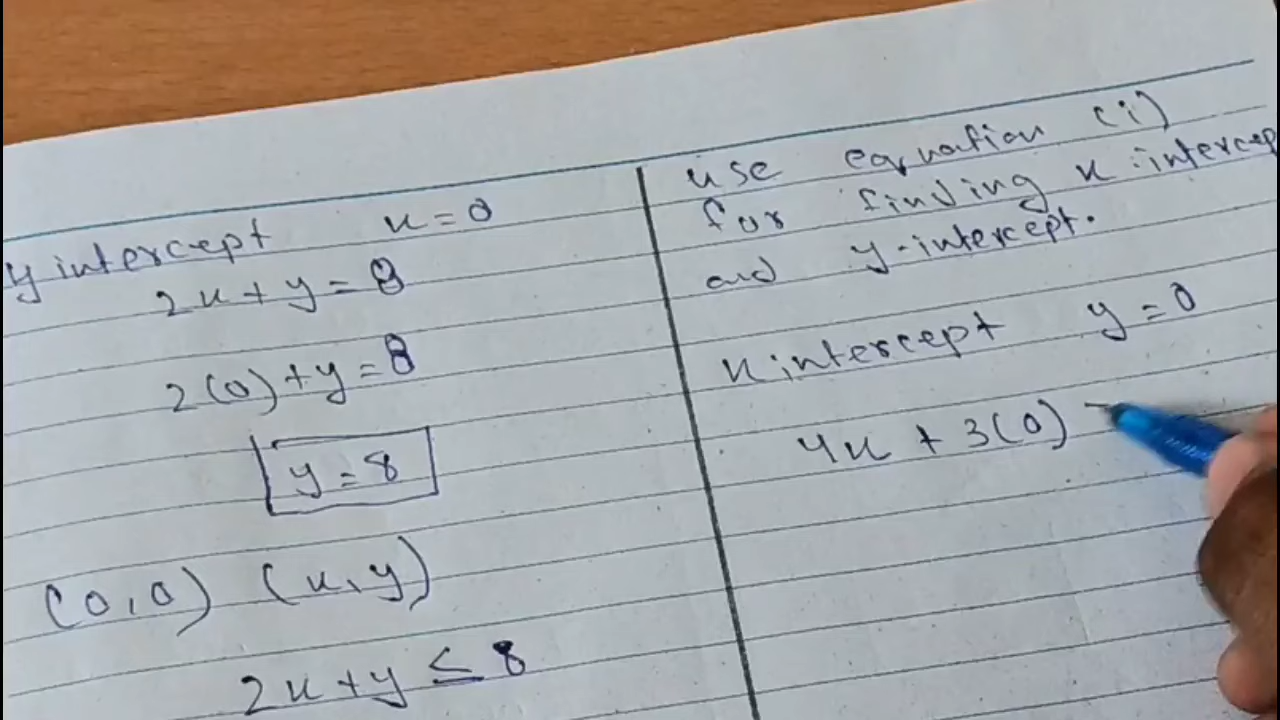 y intercept x = 0
2x + y = 8
2(0) + y = 8
y = 8
(0,0) (x,y)
2x + y ≤ 8
use equation (i)
for finding x-intercep
and y-intercept.
x intercept y = 0
4x + 3(0)